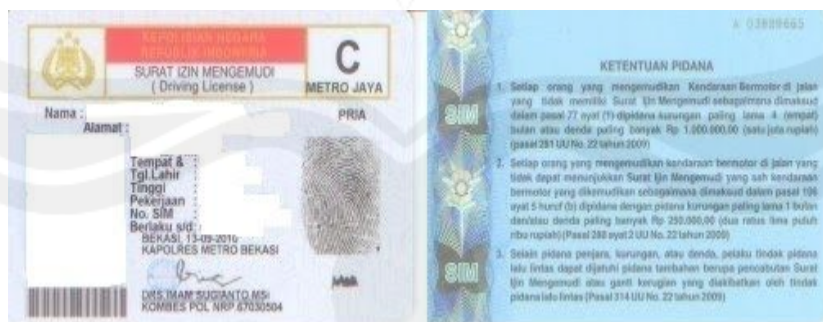 KEPOLISIAN NEGARA
REPUBLIK INDONESIA
SURAT IZIN MENGEMUDI
( Driving License )
C
METRO JAYA
Nama :
PRIA
Alamat :
Tempat & :
Tgl.Lahir
Tinggi :
Pekerjaan
No. SIM
Berlaku s/d :
BEKASI, 13-09-2010
KAPOLRES METRO BEKASI
DRS.IMAM SUGIANTO MSi
KOMBES POL NRP 67030504
A 03889665
SIM
SIM
KETENTUAN PIDANA
1. Setiap orang yang mengemudikan Kendaraan Bermotor di jalan
yang tidak memiliki Surat Ijin Mengemudi sebagaimana dimaksud
dalam pasal 77 ayat (1) dipidana kurungan paling lama 4 (empat)
bulan atau denda paling banyak Rp 1.000.000,00 (satu juta rupiah)
(pasal 281 UU No. 22 tahun 2009)
2. Setiap orang yang mengemudikan kendaraan bermotor di jalan yang
tidak dapat menunjukkan Surat Ijin Mengemudi yang sah kendaraan
bermotor yang dikemudikan sebagaimana dimaksud dalam pasal 106
ayat 5 huruf (b) dipidana dengan pidana kurungan paling lama 1 bulan
dan/atau denda paling banyak Rp 250.000,00 (dua ratus lima puluh
ribu rupiah) (Pasal 288 ayat 2 UU No. 22 tahun 2009)
3. Selain pidana penjara, kurungan, atau denda, pelaku tindak pidana
lalu lintas dapat dijatuhi pidana tambahan berupa pencabutan Surat
Ijin Mengemudi atau ganti kerugian yang diakibatkan oleh tindak
pidana lalu lintas (Pasal 314 UU No. 22 tahun 2009)